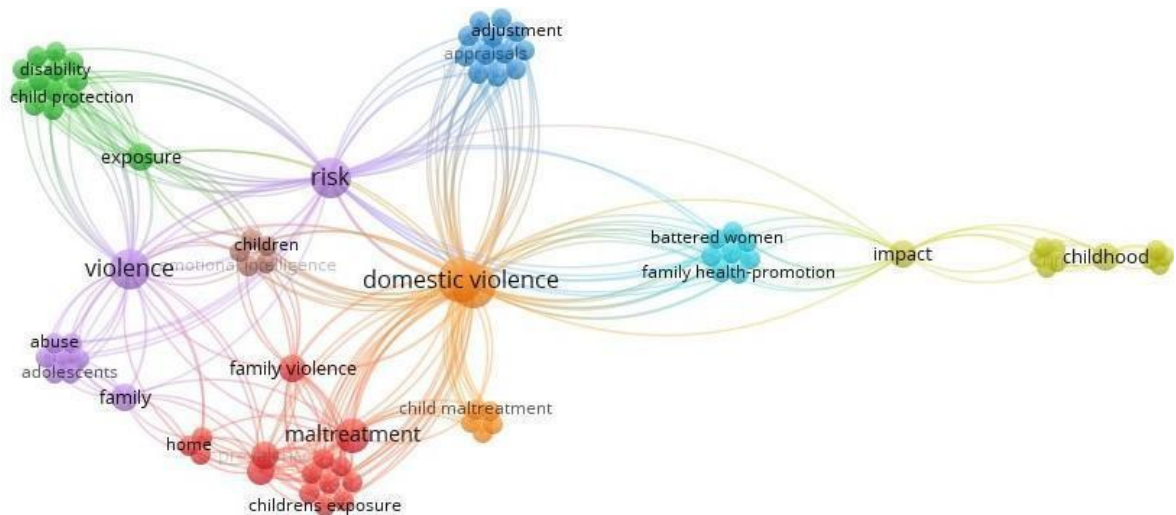 adjustment
appraisals
disability
child protection
exposure
risk
children
emotional intelligence
violence
domestic violence
battered women
family health-promotion
impact
childhood
abuse
adolescents
family
family violence
child maltreatment
maltreatment
home
childrens exposure